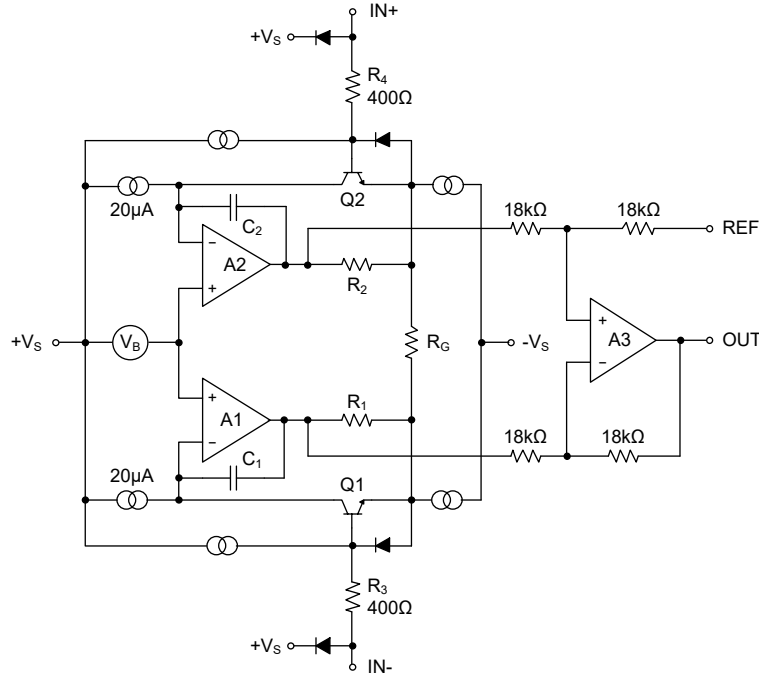 IN+
+VS
R4
400Ω
20µA
C2
Q2
A2
R2
18kΩ
18kΩ
REF
+VS
VB
RG
-VS
A3
OUT
A1
R1
C1
20µA
Q1
18kΩ
18kΩ
R3
400Ω
+VS
IN-
+
−
+
−
+
−